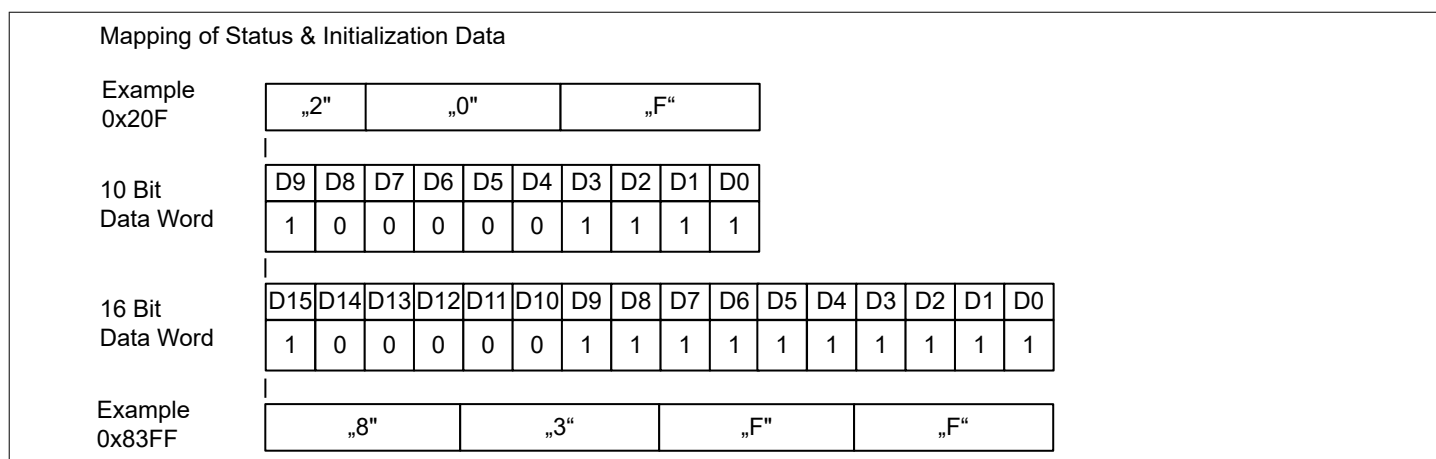 Mapping of Status & Initialization Data
Example
0x20F
„2" „0" „F“
10 Bit
Data Word
D9 D8 D7 D6 D5 D4 D3 D2 D1 D0
1 0 0 0 0 0 1 1 1 1
16 Bit
Data Word
D15 D14 D13 D12 D11 D10 D9 D8 D7 D6 D5 D4 D3 D2 D1 D0
1 0 0 0 0 0 1 1 1 1 1 1 1 1 1 1
Example
0x83FF
„8" „3“ „F" „F“